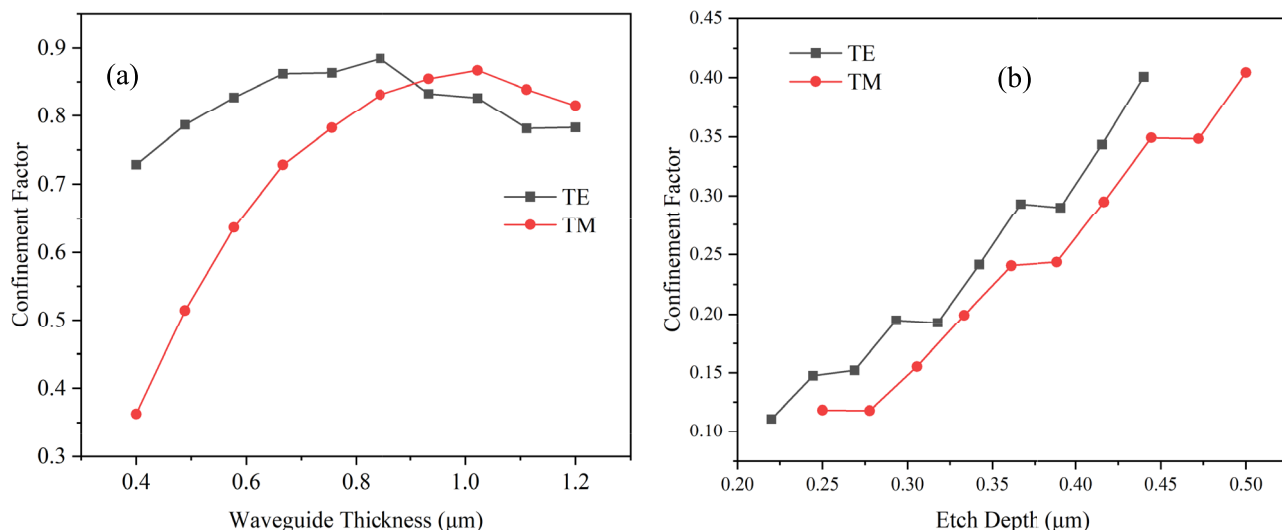 (a)
TE
TM
Confinement Factor
0.9
0.8
0.7
0.6
0.5
0.4
0.3
0.4
0.6
0.8
1.0
1.2
Waveguide Thickness (μm)
(b)
TE
TM
Confinement Factor
0.45
0.40
0.35
0.30
0.25
0.20
0.15
0.10
0.20
0.25
0.30
0.35
0.40
0.45
0.50
Etch Depth (μm)